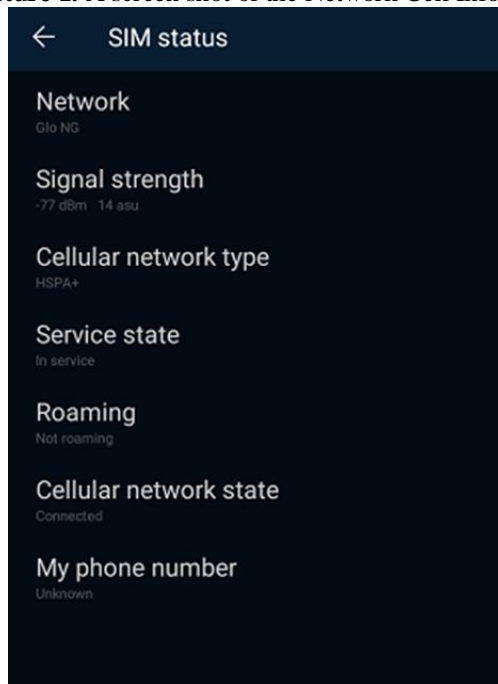 SIM status
Network
Glo NG
Signal strength
-77 dBm 14 asu
Cellular network type
HSPA+
Service state
In service
Roaming
Not roaming
Cellular network state
Connected
My phone number
Unknown